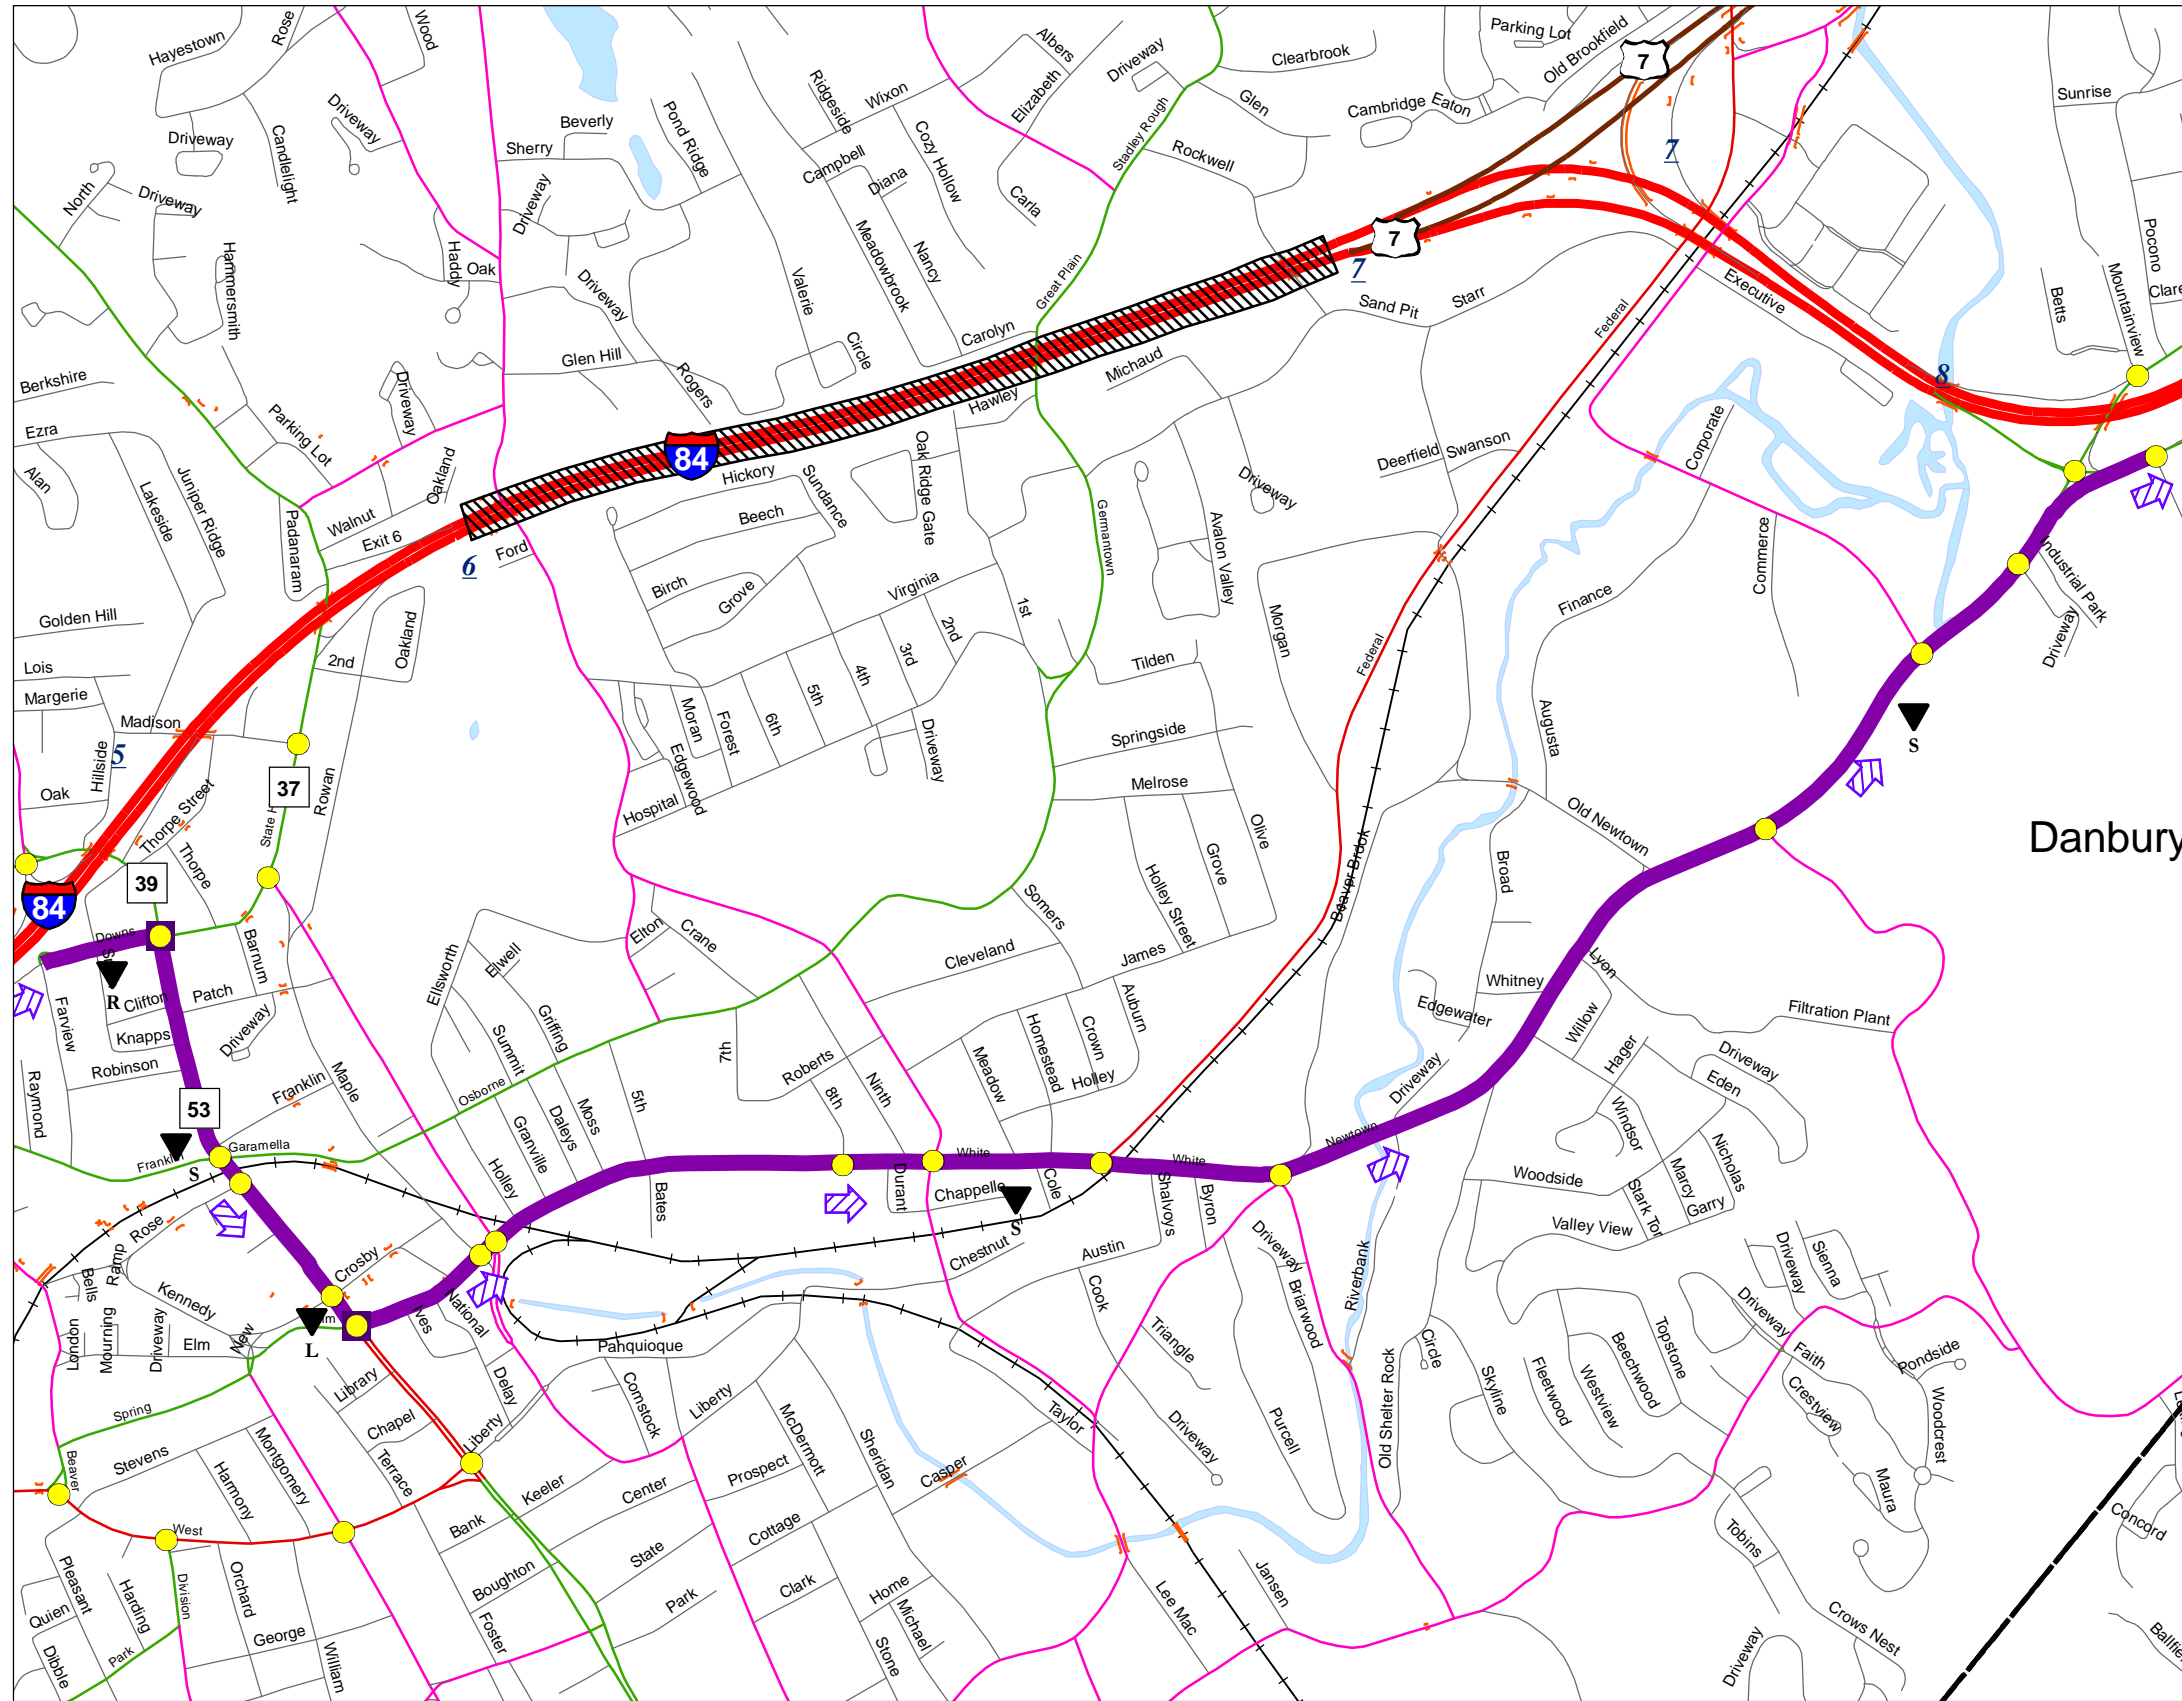 Hayestown
Rose
Wood
Albers
Driveway
Clearbrook
Parking Lot
Old Brookfield
7
Ridgeside
Wixon
Elizabeth
Glen
Cambridge
Eaton
Sunrise
Driveway
Driveway
Candlelight
Beverly
Sherry
Pond Ridge
Campbell
Diana
Cozy Hollow
Stadley Rough
Rockwell
7
North
Driveway
Driveway
Carla
Hammersmith
Haddy
Oak
Driveway
Valerie
Meadowbrook
Nancy
Great Plain
7
7
Sand Pit
Starr
Federal
Executive
Pocono
Mountainview
Betts
Clare
Carolyn
Circle
Glen Hill
Rogers
Michaud
Hawley
8
Berkshire
Driveway
Parking Lot
Ezra
Alan
Lakeside
Juniper Ridge
Oakland
84
Hickory
Sundance
Oak Ridge Gate
Deerfield
Swanson
Corporate
Driveway
Padanaram
Walnut
Exit 6
6
Ford
Beech
Germantown
Avalon Valley
Commerce
Industrial Park
Driveway
Birch
Grove
Virginia
1st
Morgan
Finance
Golden Hill
Lois
Margerie
2nd
Oakland
2nd
3rd
4th
5th
6th
Tilden
Federal
Madison
5
Hillside
Oak
Moran
Forest
Edgewood
Hospital
Driveway
Springside
Melrose
Augusta
S
37
Rowan
Thorpe Street
Thorpe
Old Newtown
Danbury
39
84
Olive
Grove
Holley Street
Beaver Brook
Broad
Downs
R
Barnum
Patch
Clifton
Knapps
Robinson
Farview
Raymond
Driveway
Ellsworth
Elwell
Elton
Crane
Somers
Cleveland
James
Whitney
Lyon
Edgewater
Willow
Filtration Plant
Griffing
Summit
7th
Roberts
Ninth
8th
Meadow
Homestead
Crown
Auburn
Holley
Hager
Driveway
Eden
Driveway
53
Franklin
Maple
Osborne
Garamella
Franklin
S
Granville
Daleys
Moss
5th
Holley
Bates
White
White
Newtown
Durant
Chappelle
S
Cole
Shalvoys
Byron
Windsor
Marcy
Nicholas
Woodside
Stark Tor
Garry
Valley View
Rose
Ramp
Bells
Kennedy
Crosby
London
Mourning
Driveway
Elm
New
L
Ives
National
Delay
Pahquioque
Chestnut
Austin
Cook
Driveway
Briarwood
Riverbank
Driveway
Sienna
Driveway
Faith
Crestview
Pondside
Woodcrest
Spring
Library
Chapel
Liberty
Comstock
Liberty
Triangle
Circle
Skyline
Fleetwood
Westview
Beechwood
Topstone
Old Shelter Rock
Beaver
Stevens
Harmony
Montgomery
Terrace
Keeler
Center
Prospect
McDermott
Sheridan
Casper
Taylor
Driveway
Purcell
Maura
Concord
West
Bank
Boughton
State
Cottage
Clark
Home
Tobins
Pleasant
Quien
Dibble
Harding
Division
Orchard
George
William
Foster
Park
Park
Michael
Stone
Lee Mac
Jansen
Driveway
Crows Nest